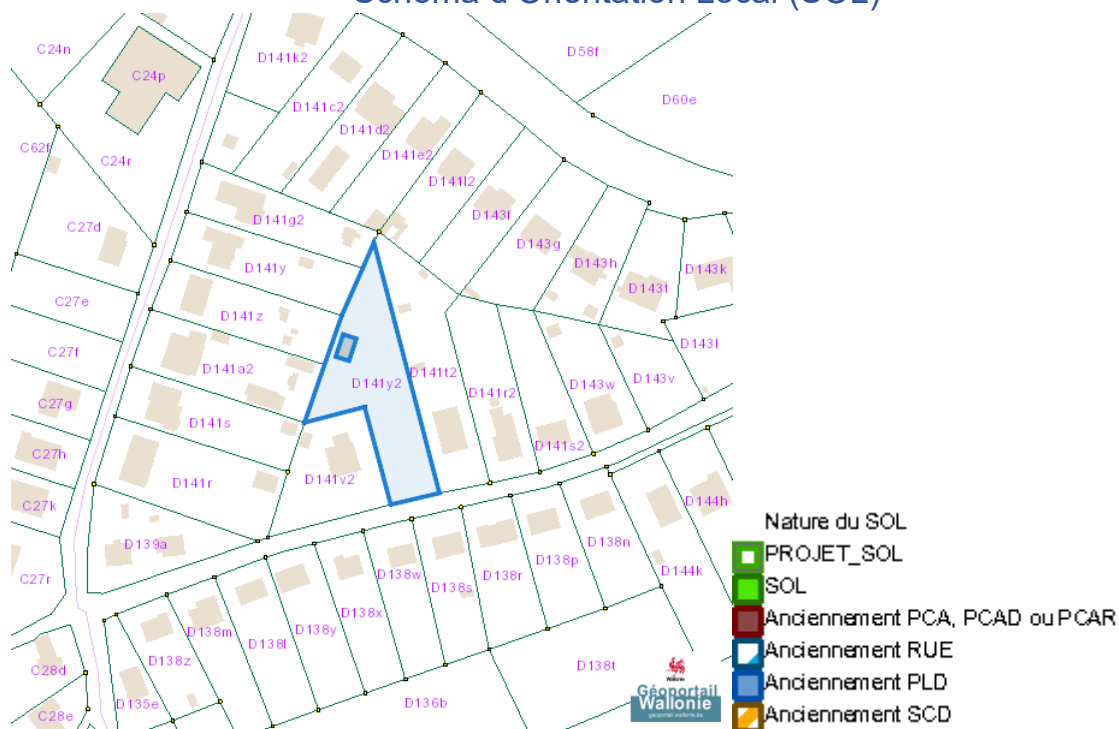 Schéma d'Orientation Local (SOL)
C24n
D141k2
D58f
C24p
D60e
D141c2
D141d2
C62f
C24r
D141e2
D141l2
D143f
D141g2
C27d
D143g
D141y
D143h
D143k
D143t
C27e
D141z
D143l
C27f
D141a2
D141y2
D141t2
D143w
D143v
D141r2
C27g
D141s
D141s2
C27h
D141r
D141v2
C27k
D144h
D139a
D138n
C27r
D138w
D138p
D138r
D144k
D138s
D138x
D138m
D138y
D138l
D138z
D138t
C28d
D135e
D136b
C28e
Wallonie
Géoportail
Wallonie
geoportail.wallonie.be
Nature du SOL
PROJET_SOL
SOL
Anciennement PCA, PCAD ou PCAR
Anciennement RUE
Anciennement PLD
Anciennement SCD